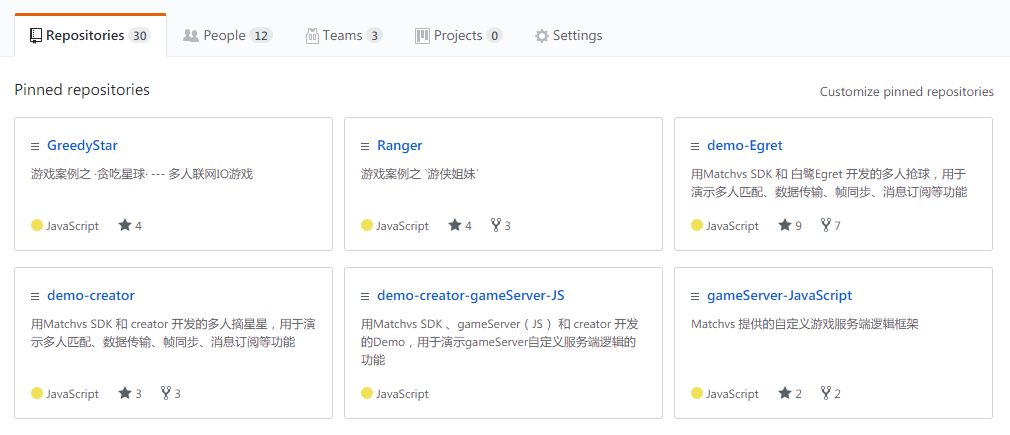 Repositories 30 People 12 Teams 3 Projects 0 Settings
Pinned repositories
Customize pinned repositories
GreedyStar
游戏案例之 ·贪吃星球· --- 多人联网IO游戏
JavaScript 4
Ranger
游戏案例之 `游侠姐妹`
JavaScript 4 3
demo-Egret
用Matchvs SDK 和 白鹭Egret 开发的多人抢球，用于
演示多人匹配、数据传输、帧同步、消息订阅等功能
JavaScript 9 7
demo-creator
用Matchvs SDK 和 creator 开发的多人摘星星，用于演
示多人匹配、数据传输、帧同步、消息订阅等功能
JavaScript 3 3
demo-creator-gameServer-JS
用Matchvs SDK 、gameServer（JS） 和 creator 开发
的Demo，用于演示gameServer自定义服务端逻辑的
功能
JavaScript
gameServer-JavaScript
Matchvs 提供的自定义游戏服务端逻辑框架
JavaScript 2 2